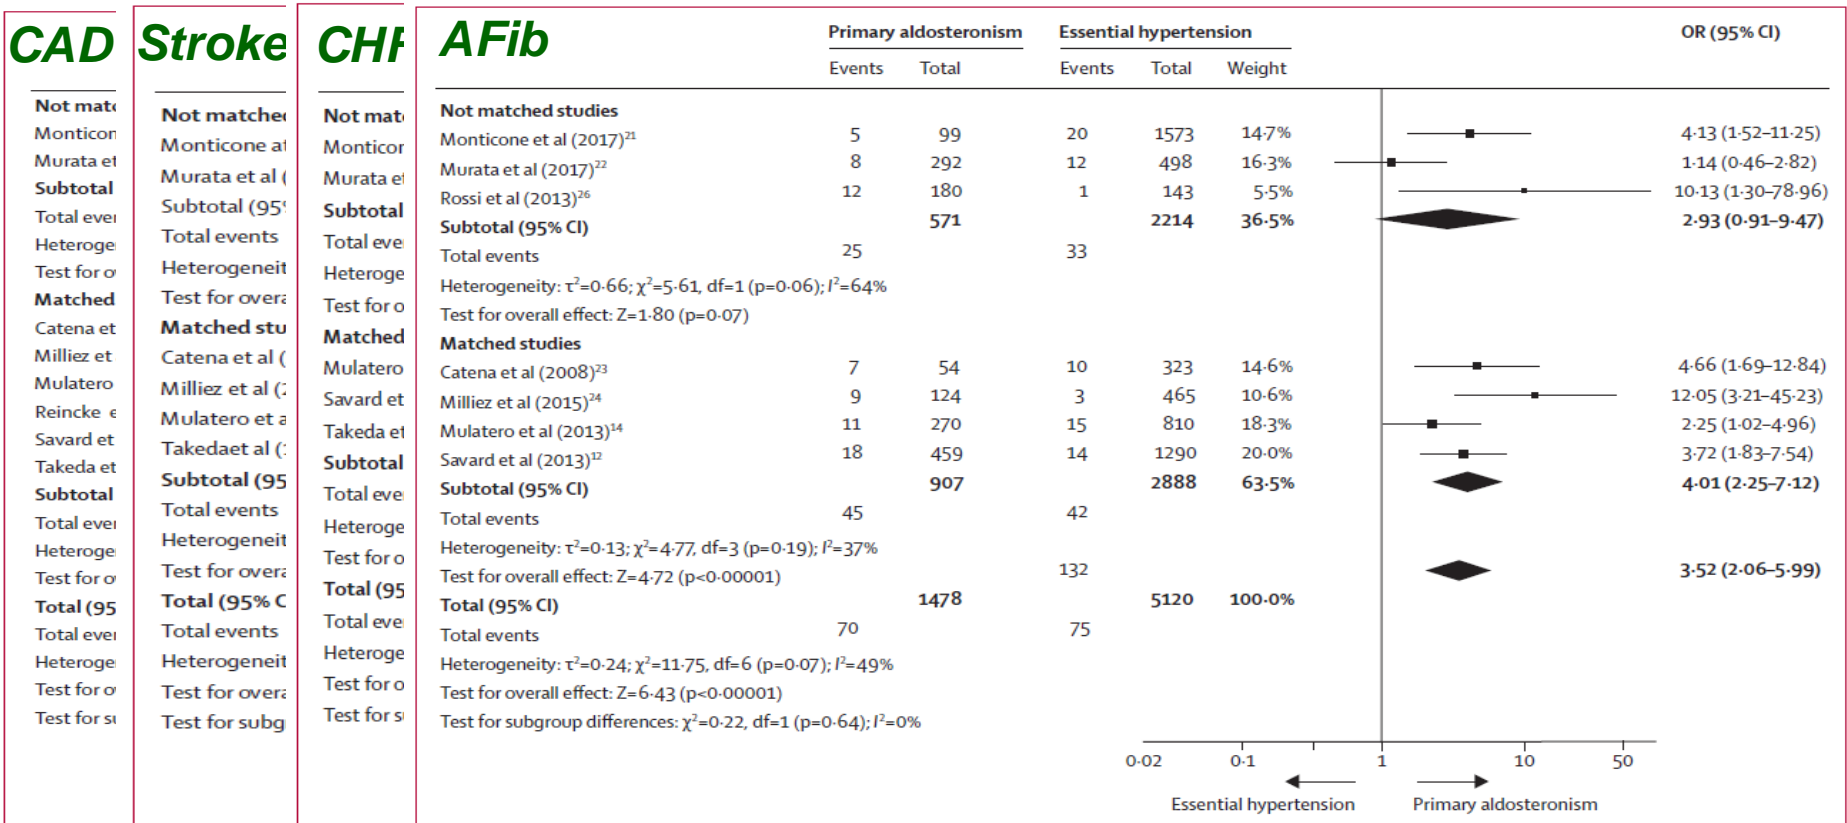 CAD
Not matc
Monticon
Murata et
Subtotal
Total ever
Heteroge
Test for o
Matched
Catena et
Milliez et
Mulatero
Reincke e
Savard et
Takeda et
Subtotal
Total ever
Heteroge
Test for o
Total (95
Total ever
Heteroge
Test for o
Test for su
Stroke
Not matche
Monticone at
Murata et al (
Subtotal (95
Total events
Heterogeneit
Test for overa
Matched stu
Catena et al (
Milliez et al (2
Mulatero et a
Takedaet al (
Subtotal (95
Total events
Heterogeneit
Test for overa
Total (95% C
Total events
Heterogeneit
Test for overa
Test for subg
CHF
Not mat
Monticor
Murata et
Subtotal
Total eve
Heteroge
Test for o
Matched
Mulatero
Savard et
Takeda et
Subtotal
Total eve
Heteroge
Test for o
Total (95
Total eve
Heteroge
Test for o
Test for s
AFib
Primary aldosteronism Essential hypertension OR (95% CI)
Events Total Events Total Weight
Not matched studies
Monticone et al (2017)²¹ 5 99 20 1573 14·7% 4·13 (1·52–11·25)
Murata et al (2017)²² 8 292 12 498 16·3% 1·14 (0·46–2·82)
Rossi et al (2013)²⁶ 12 180 1 143 5·5% 10·13 (1·30–78·96)
Subtotal (95% CI) 571 2214 36·5% 2·93 (0·91–9·47)
Total events 25 33
Heterogeneity: τ²=0·66; χ²=5·61, df=1 (p=0·06); I²=64%
Test for overall effect: Z=1·80 (p=0·07)
Matched studies
Catena et al (2008)²³ 7 54 10 323 14·6% 4·66 (1·69–12·84)
Milliez et al (2015)²⁴ 9 124 3 465 10·6% 12·05 (3·21–45·23)
Mulatero et al (2013)¹⁴ 11 270 15 810 18·3% 2·25 (1·02–4·96)
Savard et al (2013)¹² 18 459 14 1290 20·0% 3·72 (1·83–7·54)
Subtotal (95% CI) 907 2888 63·5% 4·01 (2·25–7·12)
Total events 45 42
Heterogeneity: τ²=0·13; χ²=4·77, df=3 (p=0·19); I²=37%
Test for overall effect: Z=4·72 (p<0·00001) 132 3·52 (2·06–5·99)
Total (95% CI) 1478 5120 100·0%
Total events 70 75
Heterogeneity: τ²=0·24; χ²=11·75, df=6 (p=0·07); I²=49%
Test for overall effect: Z=6·43 (p<0·00001)
Test for subgroup differences: χ²=0·22, df=1 (p=0·64); I²=0%
0·02 0·1 1 10 50
Essential hypertension Primary aldosteronism